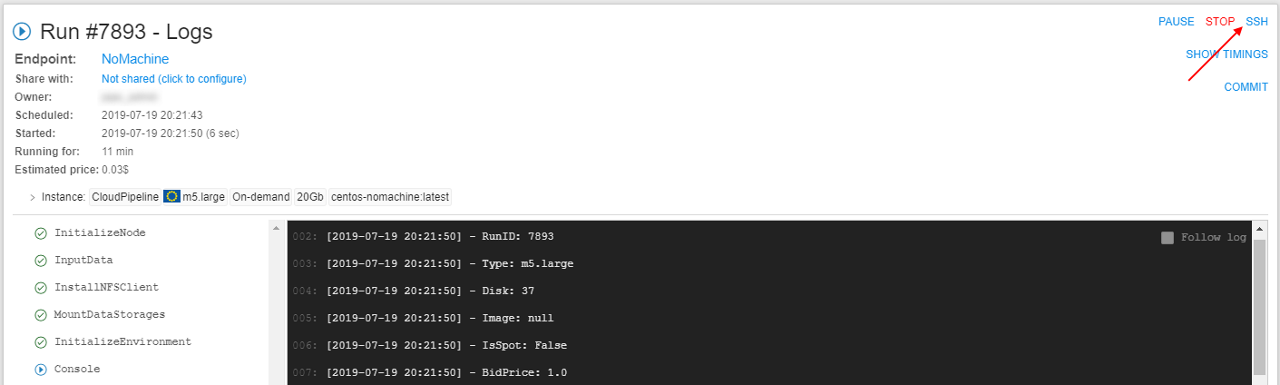 Run #7893 - Logs
PAUSE STOP SSH
Endpoint: NoMachine
SHOW TIMINGS
Share with: Not shared (click to configure)
Owner:
COMMIT
Scheduled: 2019-07-19 20:21:43
Started: 2019-07-19 20:21:50 (6 sec)
Running for: 11 min
Estimated price: 0.03$
> Instance: CloudPipeline m5.large On-demand 20Gb centos-nomachine:latest
InitializeNode
InputData
InstallNFSClient
MountDataStorages
InitializeEnvironment
Console
002: [2019-07-19 20:21:50] - RunID: 7893
Follow log
003: [2019-07-19 20:21:50] - Type: m5.large
004: [2019-07-19 20:21:50] - Disk: 37
005: [2019-07-19 20:21:50] - Image: null
006: [2019-07-19 20:21:50] - IsSpot: False
007: [2019-07-19 20:21:50] - BidPrice: 1.0